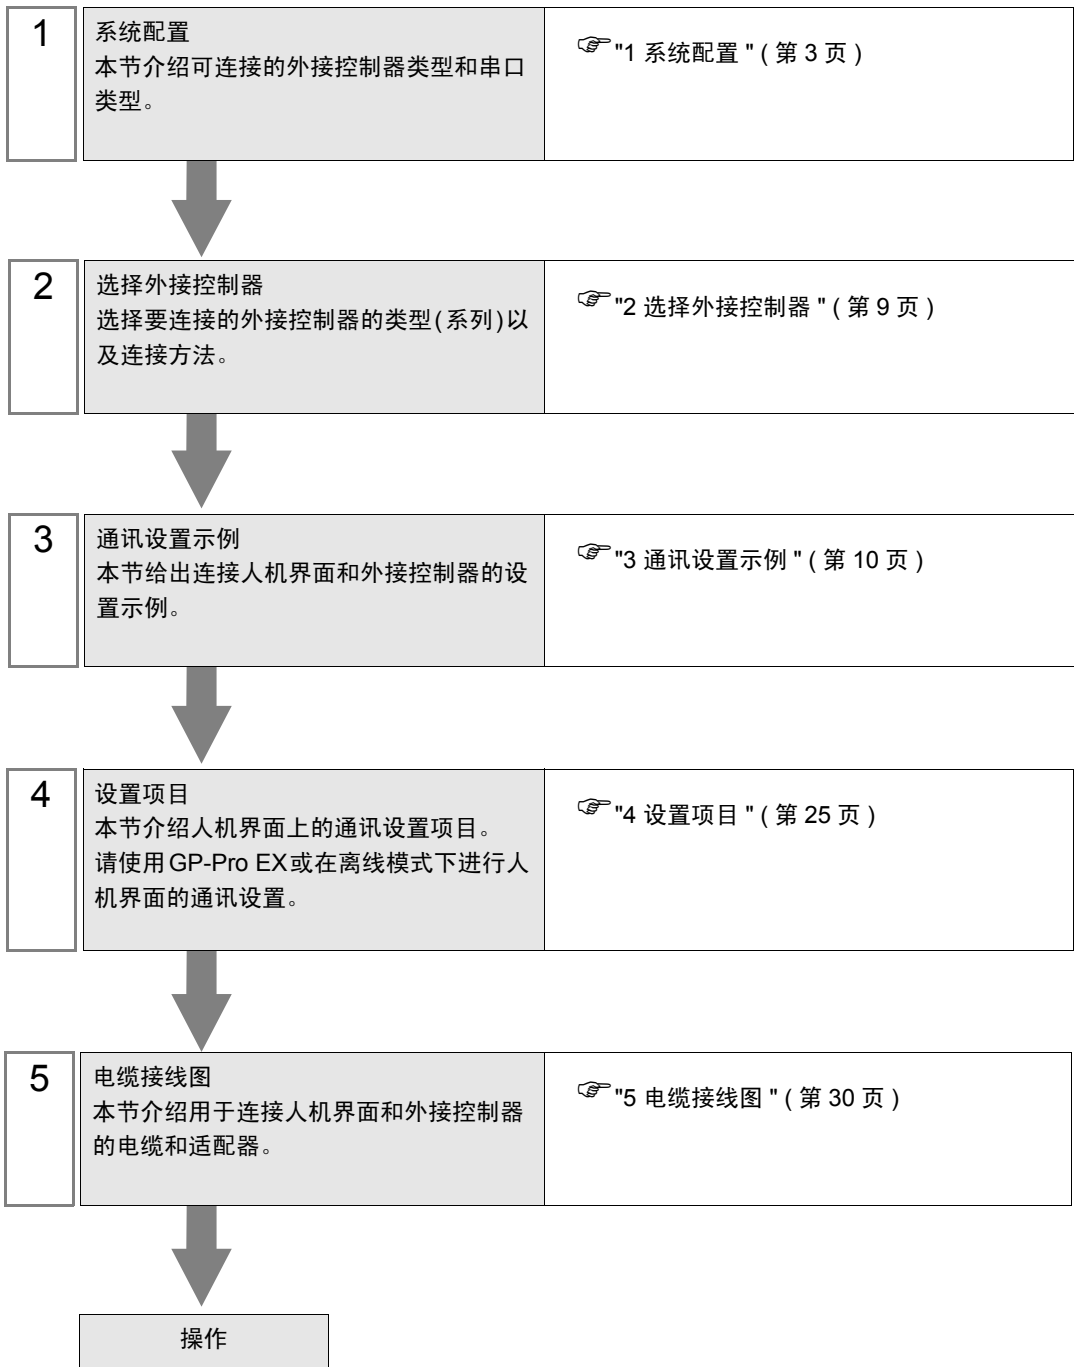 1
系统配置
本节介绍可连接的外接控制器类型和串口
类型。
"1 系统配置 " ( 第 3 页 )
2
选择外接控制器
选择要连接的外接控制器的类型(系列)以
及连接方法。
"2 选择外接控制器 " ( 第 9 页 )
3
通讯设置示例
本节给出连接人机界面和外接控制器的设
置示例。
"3 通讯设置示例 " ( 第 10 页 )
4
设置项目
本节介绍人机界面上的通讯设置项目。
请使用GP-Pro EX或在离线模式下进行人
机界面的通讯设置。
"4 设置项目 " ( 第 25 页 )
5
电缆接线图
本节介绍用于连接人机界面和外接控制器
的电缆和适配器。
"5 电缆接线图 " ( 第 30 页 )
操作